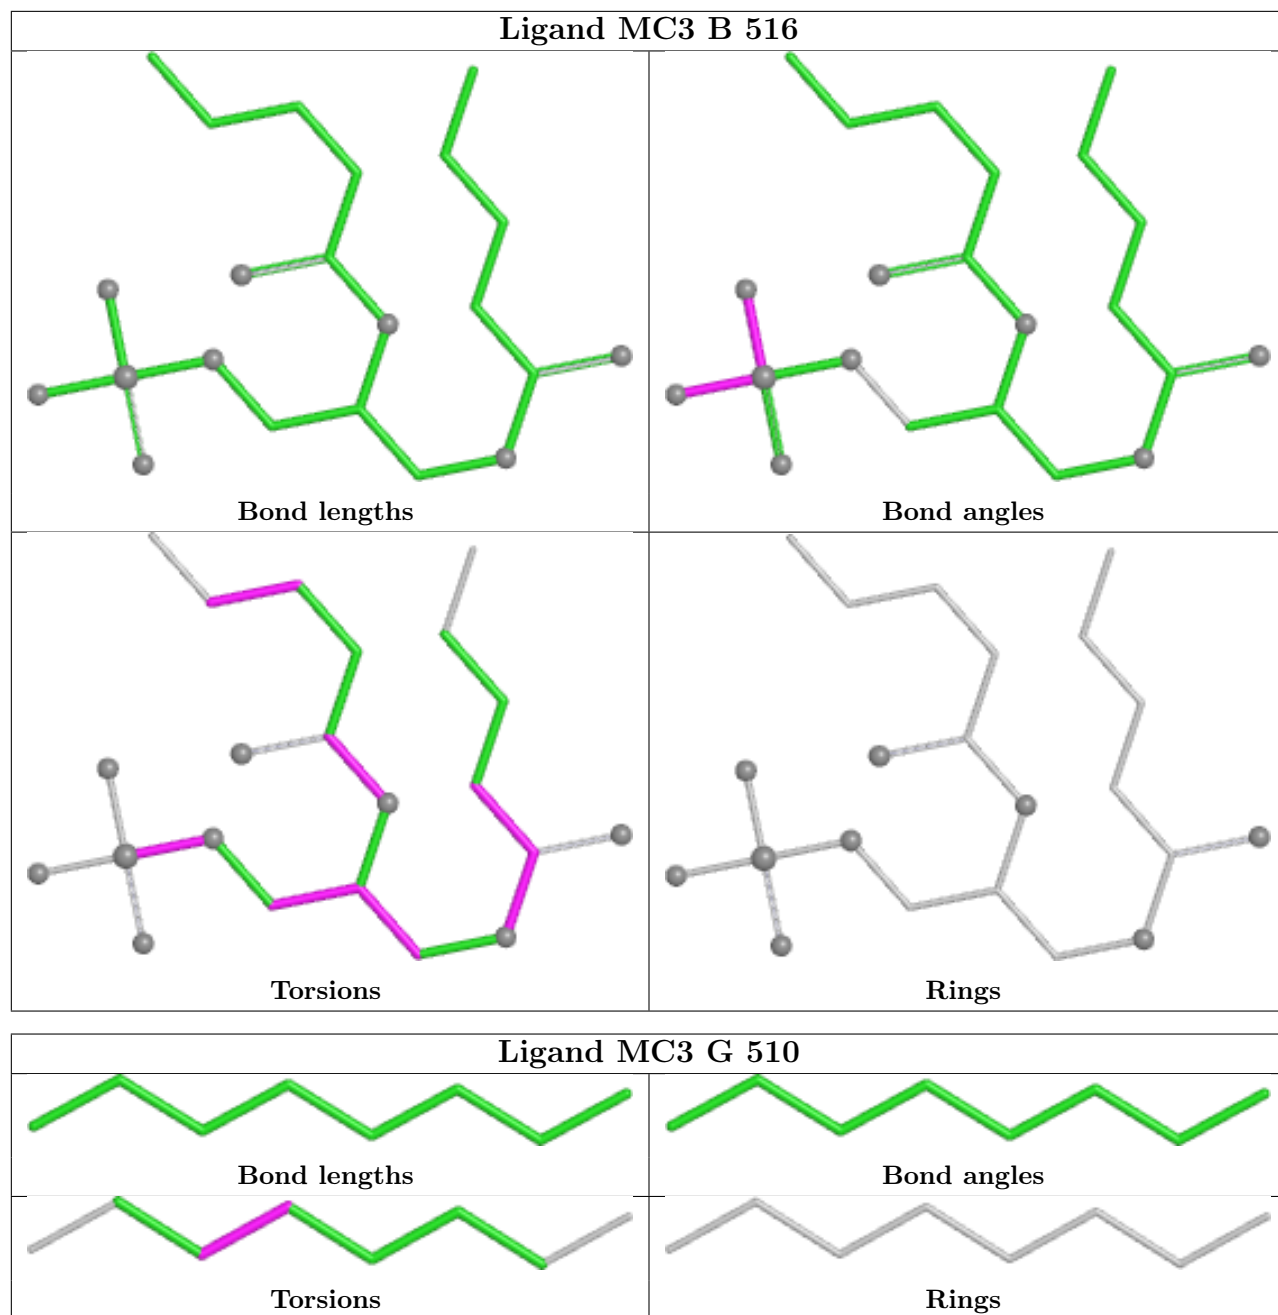 Ligand MC3 B 516
Bond lengths
Bond angles
Torsions
Rings
Ligand MC3 G 510
Bond lengths
Bond angles
Torsions
Rings